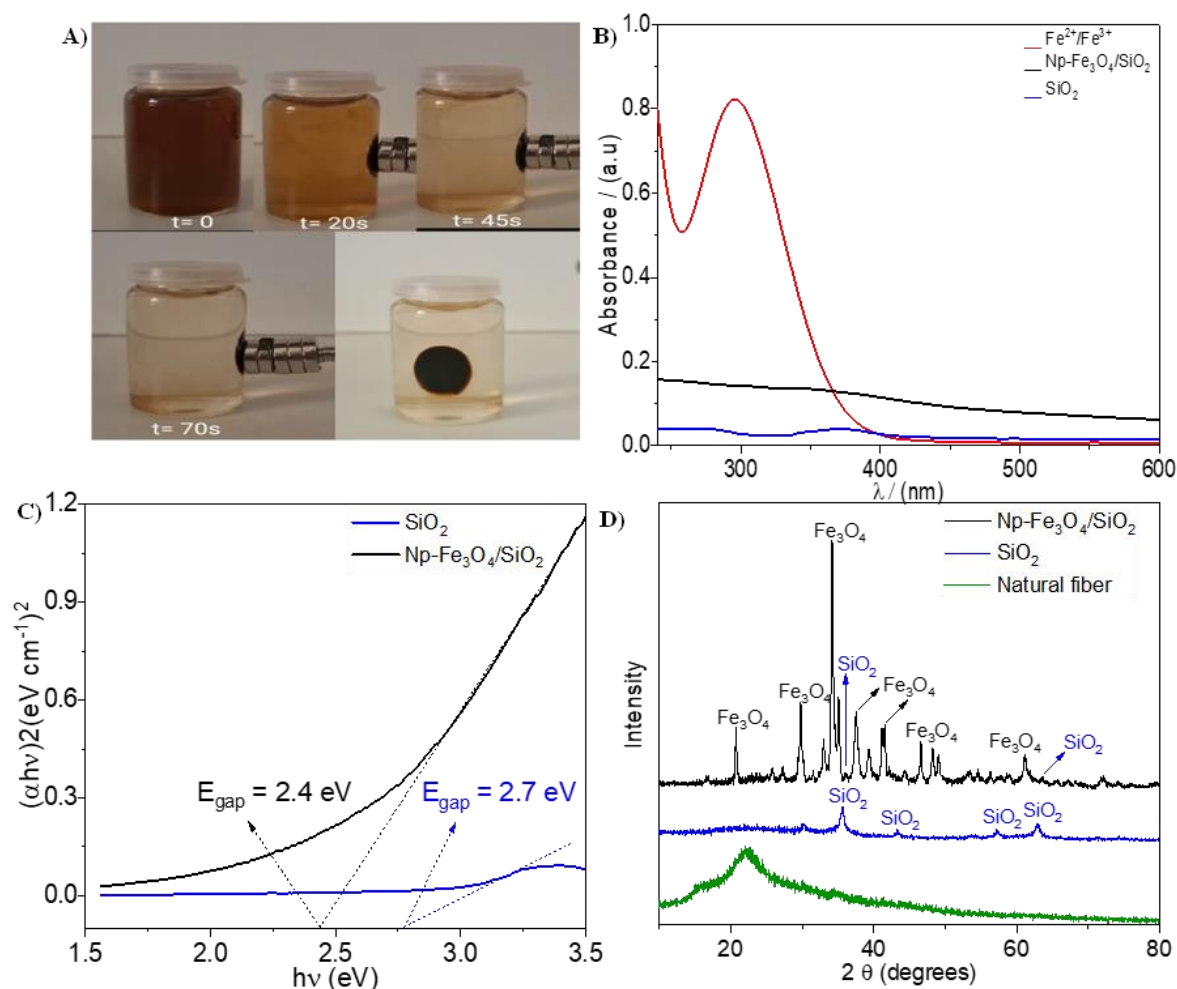 A)
t= 0
t= 20s
t= 45s
t= 70s
B)
Fe²⁺/Fe³⁺
Np-Fe₃O₄/SiO₂
SiO₂
Absorbance / (a.u)
0.8
0.6
0.4
0.2
0.0
300
400
500
600
λ / (nm)
C)
SiO₂
Np-Fe₃O₄/SiO₂
(αhν)2(eV cm⁻¹)²
1.2
0.9
0.6
0.3
0.0
E_gap = 2.4 eV
E_gap = 2.7 eV
1.5
2.0
2.5
3.0
3.5
hν (eV)
D)
Np-Fe₃O₄/SiO₂
SiO₂
Natural fiber
Intensity
Fe₃O₄
Fe₃O₄
Fe₃O₄
SiO₂
Fe₃O₄
Fe₃O₄
Fe₃O₄
SiO₂
SiO₂
SiO₂
SiO₂
SiO₂
20
40
60
80
2 θ (degrees)